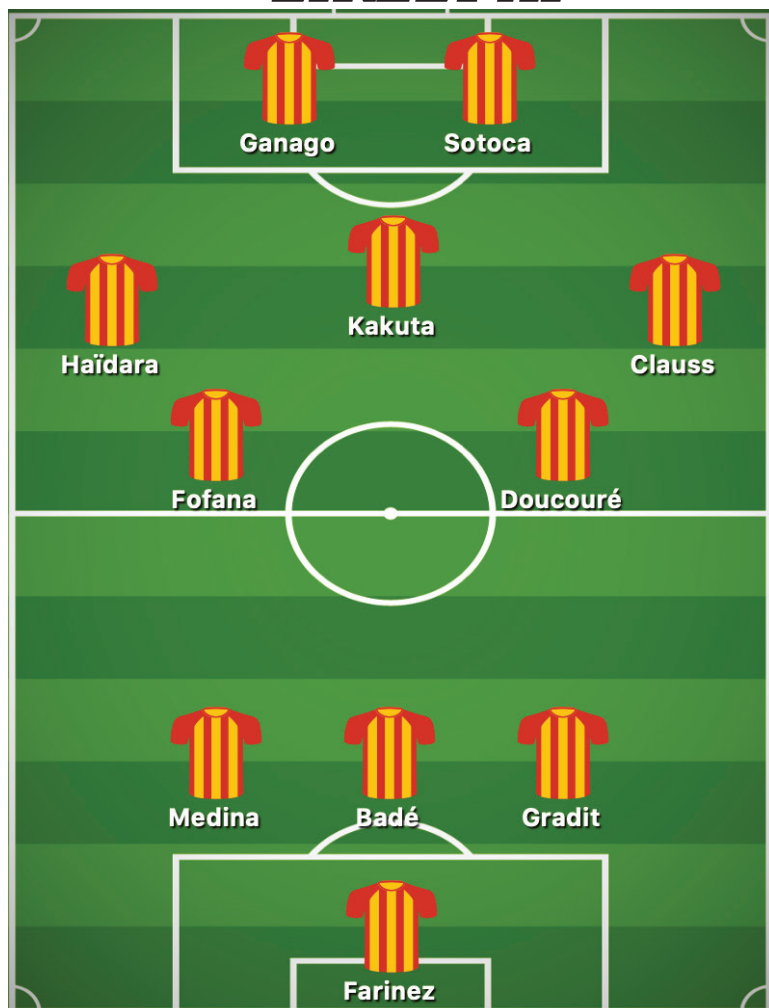 Ganago
Sotoca
Kakuta
Haïdara
Clauss
Fofana
Doucouré
Medina
Badé
Gradit
Farinez